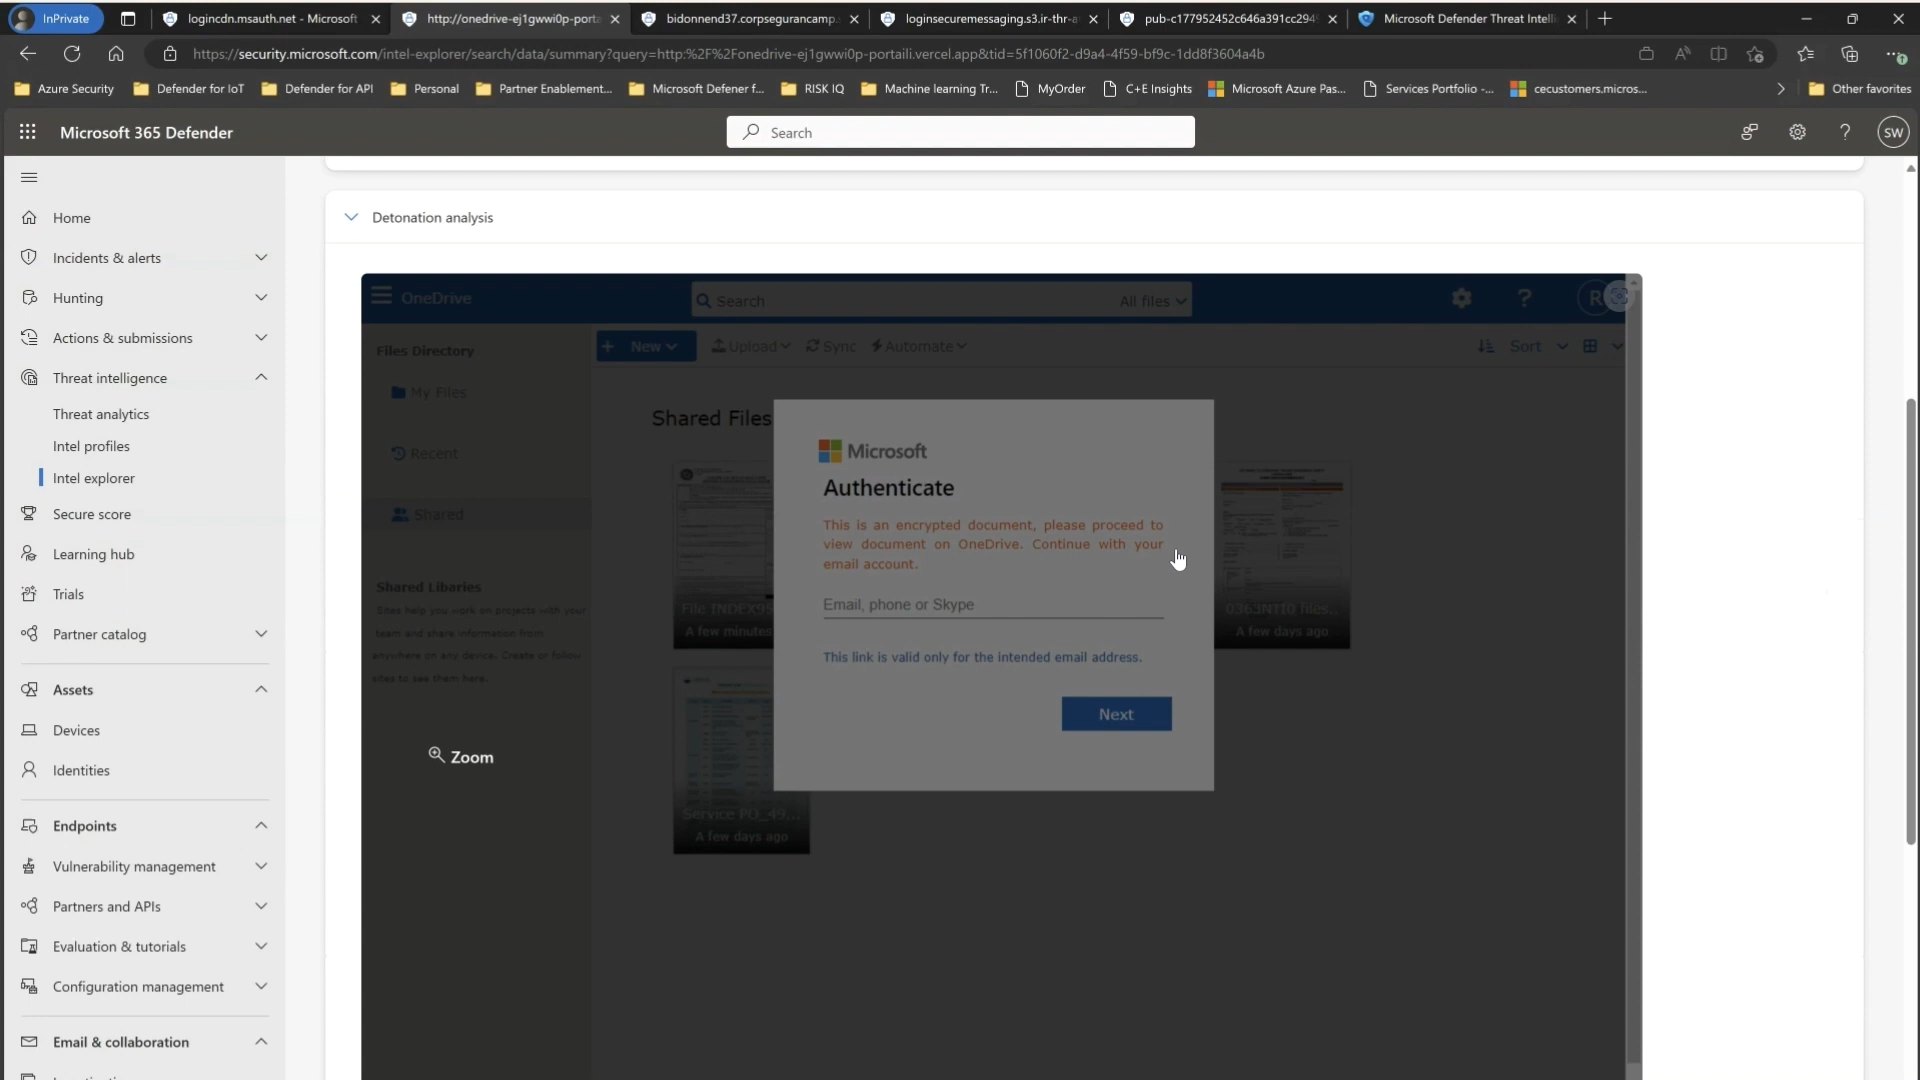 InPrivate
logincdn.msauth.net - Microsoft
http://onedrive-ej1gwwi0p-porta
bidonnend37.corpsegurancamp.
loginsecuremessaging.s3.ir-thr-a
pub-c177952452c646a391cc294
Microsoft Defender Threat Intelli
https://security.microsoft.com/intel-explorer/search/data/summary?query=http:%2F%2Fonedrive-ej1gwwi0p-portaili.vercel.app&tid=5f1060f2-d9a4-4f59-bf9c-1dd8f3604a4b
Azure Security
Defender for IoT
Defender for API
Personal
Partner Enablement...
Microsoft Defener f...
RISK IQ
Machine learning Tr...
MyOrder
C+E Insights
Microsoft Azure Pas...
Services Portfolio -...
cecustomers.micros...
Other favorites
Microsoft 365 Defender
Search
SW
Home
Incidents & alerts
Hunting
Actions & submissions
Threat intelligence
Threat analytics
Intel profiles
Intel explorer
Secure score
Learning hub
Trials
Partner catalog
Assets
Devices
Identities
Endpoints
Vulnerability management
Partners and APIs
Evaluation & tutorials
Configuration management
Email & collaboration
Detonation analysis
OneDrive
Search
All files
?
R
Files Directory
New
Upload
Sync
Automate
Sort
My Files
Recent
Shared
Shared Libaries
Sites help you work on projects with your
team and share information from
anywhere on any device. Create or follow
sites to see them here.
Shared Files
File INDEX95
A few minutes
0363NT10 files...
A few days ago
Service PO_49...
A few days ago
Microsoft
Authenticate
This is an encrypted document, please proceed to
view document on OneDrive. Continue with your
email account.
Email, phone or Skype
This link is valid only for the intended email address.
Next
Zoom